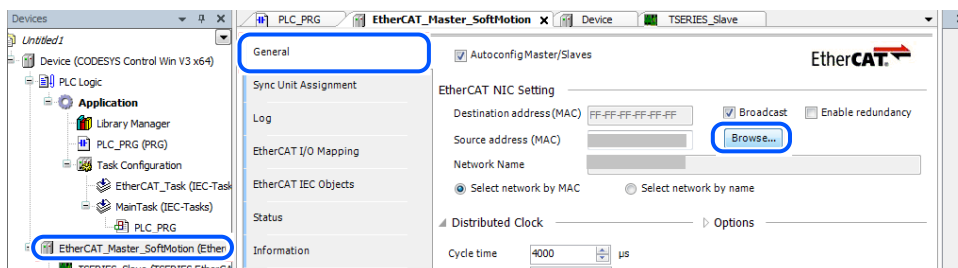 Devices
Untitled1
Device (CODESYS Control Win V3 x64)
PLC Logic
Application
Library Manager
PLC_PRG (PRG)
Task Configuration
EtherCAT_Task (IEC-Task
MainTask (IEC-Tasks)
PLC_PRG
EtherCAT_Master_SoftMotion (Ether
TSERIES_Slave (TSERIES EtherCA
PLC_PRG
EtherCAT_Master_SoftMotion
Device
TSERIES_Slave
General
Sync Unit Assignment
Log
EtherCAT I/O Mapping
EtherCAT IEC Objects
Status
Information
Autoconfig Master/Slaves
EtherCAT
EtherCAT NIC Setting
Destination address (MAC) FF-FF-FF-FF-FF-FF Broadcast Enable redundancy
Source address (MAC) Browse...
Network Name
Select network by MAC Select network by name
Distributed Clock Options
Cycle time 4000 µs